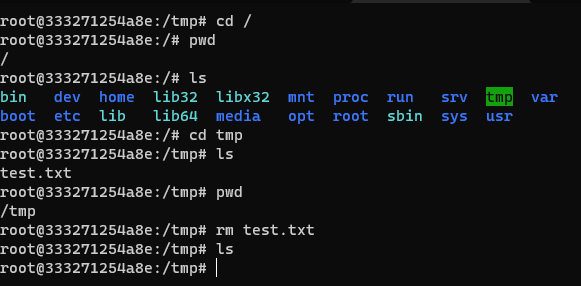 root@333271254a8e:/tmp# cd /
root@333271254a8e:/# pwd
/
root@333271254a8e:/# ls
bin   dev  home  lib32  libx32  mnt  proc  run   srv  tmp  var
boot  etc  lib   lib64  media   opt  root  sbin  sys  usr
root@333271254a8e:/# cd tmp
root@333271254a8e:/tmp# ls
test.txt
root@333271254a8e:/tmp# pwd
/tmp
root@333271254a8e:/tmp# rm test.txt
root@333271254a8e:/tmp# ls
root@333271254a8e:/tmp#